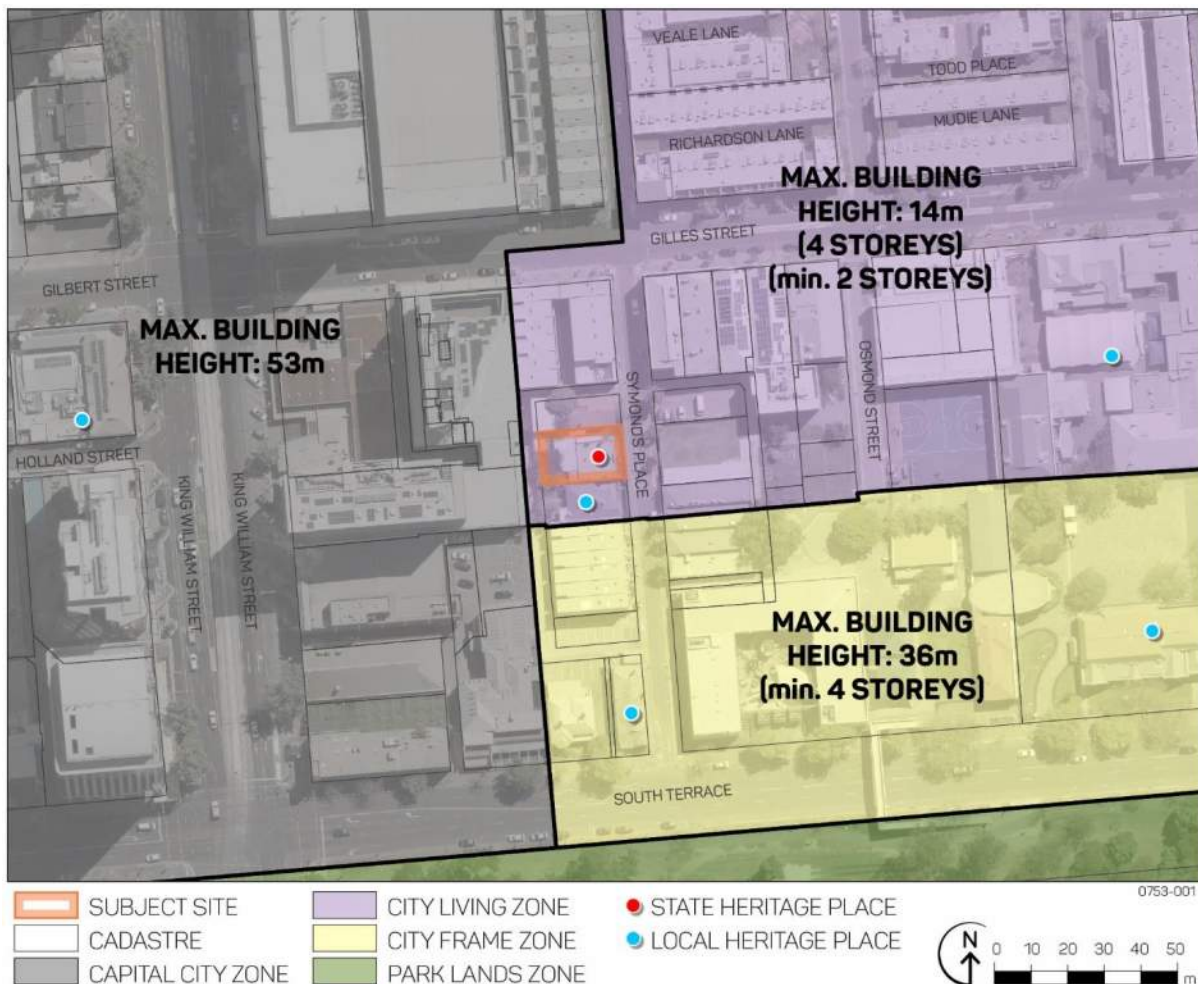 VEALE LANE
TODD PLACE
RICHARDSON LANE
MUDIE LANE
MAX. BUILDING
HEIGHT: 14m
(4 STOREYS)
(min. 2 STOREYS)
GILLES STREET
GILBERT STREET
MAX. BUILDING
HEIGHT: 53m
SYMONDS PLACE
OSMOND STREET
HOLLAND STREET
KING WILLIAM STREET
KING WILLIAM STREET
MAX. BUILDING
HEIGHT: 36m
(min. 4 STOREYS)
SOUTH TERRACE
0753-001
SUBJECT SITE
CADASTRE
CAPITAL CITY ZONE
CITY LIVING ZONE
CITY FRAME ZONE
PARK LANDS ZONE
STATE HERITAGE PLACE
LOCAL HERITAGE PLACE
N
0 10 20 30 40 50
m